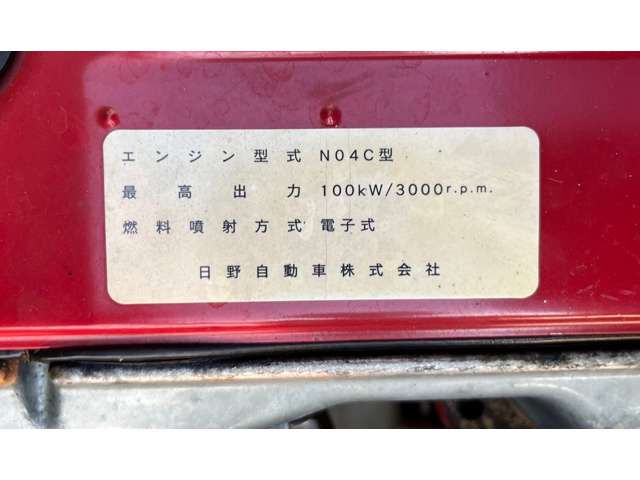 エンジン型式 N04C型
最高出力 100kW/3000r.p.m.
燃料噴射方式 電子式
日野自動車株式会社